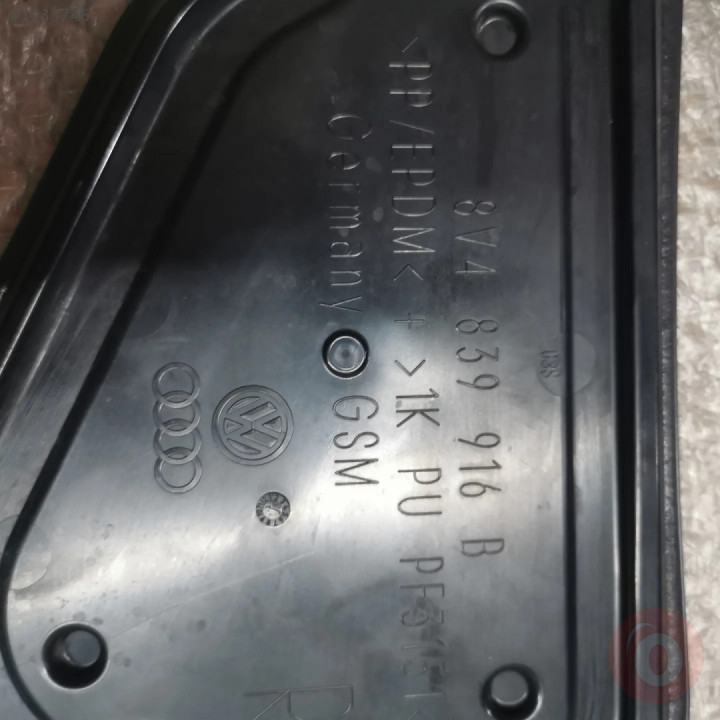 8V4 839 916 B
>PP/EPDM< + >1K PU
Germany GSM
R